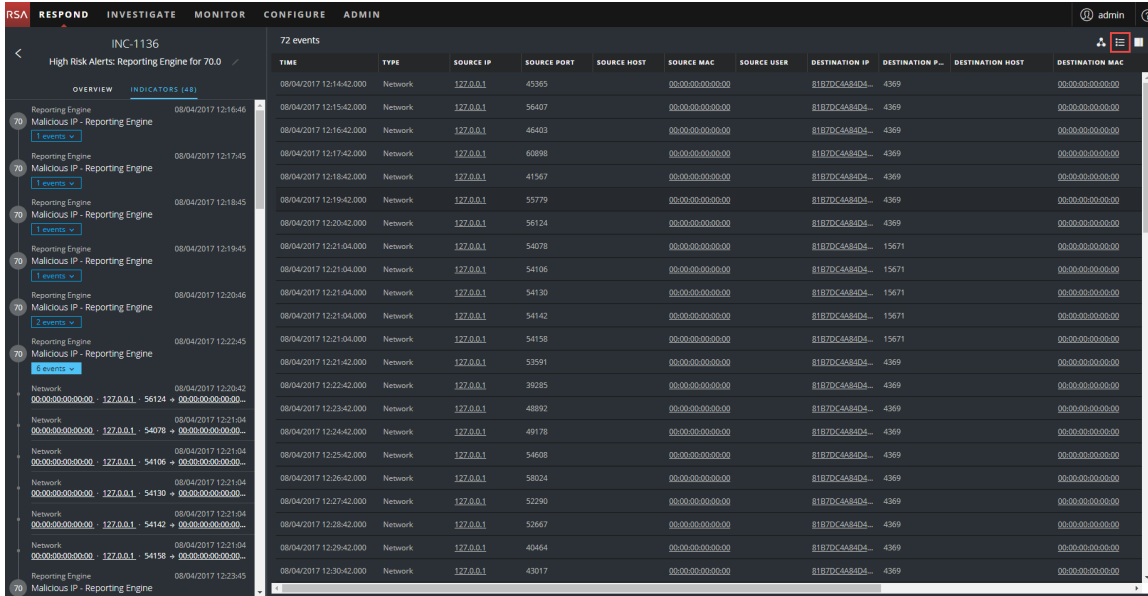 RSA RESPOND INVESTIGATE MONITOR CONFIGURE ADMIN admin
INC-1136
High Risk Alerts: Reporting Engine for 70.0
OVERVIEW INDICATORS (48)
Reporting Engine 08/04/2017 12:16:46
70 Malicious IP - Reporting Engine
1 events
Reporting Engine 08/04/2017 12:17:45
70 Malicious IP - Reporting Engine
1 events
Reporting Engine 08/04/2017 12:18:45
70 Malicious IP - Reporting Engine
1 events
Reporting Engine 08/04/2017 12:19:45
70 Malicious IP - Reporting Engine
1 events
Reporting Engine 08/04/2017 12:20:46
70 Malicious IP - Reporting Engine
2 events
Reporting Engine 08/04/2017 12:22:45
70 Malicious IP - Reporting Engine
6 events
Network 08/04/2017 12:20:42
00:00:00:00:00:00 · 127.0.0.1 · 56124 → 00:00:00:00:00:00...
Network 08/04/2017 12:21:04
00:00:00:00:00:00 · 127.0.0.1 · 54078 → 00:00:00:00:00:00...
Network 08/04/2017 12:21:04
00:00:00:00:00:00 · 127.0.0.1 · 54106 → 00:00:00:00:00:00...
Network 08/04/2017 12:21:04
00:00:00:00:00:00 · 127.0.0.1 · 54130 → 00:00:00:00:00:00...
Network 08/04/2017 12:21:04
00:00:00:00:00:00 · 127.0.0.1 · 54142 → 00:00:00:00:00:00...
Network 08/04/2017 12:21:04
00:00:00:00:00:00 · 127.0.0.1 · 54158 → 00:00:00:00:00:00...
Reporting Engine 08/04/2017 12:23:45
70 Malicious IP - Reporting Engine
72 events
TIME TYPE SOURCE IP SOURCE PORT SOURCE HOST SOURCE MAC SOURCE USER DESTINATION IP DESTINATION P... DESTINATION HOST DESTINATION MAC
08/04/2017 12:14:42.000 Network 127.0.0.1 45365 00:00:00:00:00:00 81B7DC4A84D4... 4369 00:00:00:00:00:00
08/04/2017 12:15:42.000 Network 127.0.0.1 56407 00:00:00:00:00:00 81B7DC4A84D4... 4369 00:00:00:00:00:00
08/04/2017 12:16:42.000 Network 127.0.0.1 46403 00:00:00:00:00:00 81B7DC4A84D4... 4369 00:00:00:00:00:00
08/04/2017 12:17:42.000 Network 127.0.0.1 60898 00:00:00:00:00:00 81B7DC4A84D4... 4369 00:00:00:00:00:00
08/04/2017 12:18:42.000 Network 127.0.0.1 41567 00:00:00:00:00:00 81B7DC4A84D4... 4369 00:00:00:00:00:00
08/04/2017 12:19:42.000 Network 127.0.0.1 55779 00:00:00:00:00:00 81B7DC4A84D4... 4369 00:00:00:00:00:00
08/04/2017 12:20:42.000 Network 127.0.0.1 56124 00:00:00:00:00:00 81B7DC4A84D4... 4369 00:00:00:00:00:00
08/04/2017 12:21:04.000 Network 127.0.0.1 54078 00:00:00:00:00:00 81B7DC4A84D4... 15671 00:00:00:00:00:00
08/04/2017 12:21:04.000 Network 127.0.0.1 54106 00:00:00:00:00:00 81B7DC4A84D4... 15671 00:00:00:00:00:00
08/04/2017 12:21:04.000 Network 127.0.0.1 54130 00:00:00:00:00:00 81B7DC4A84D4... 15671 00:00:00:00:00:00
08/04/2017 12:21:04.000 Network 127.0.0.1 54142 00:00:00:00:00:00 81B7DC4A84D4... 15671 00:00:00:00:00:00
08/04/2017 12:21:04.000 Network 127.0.0.1 54158 00:00:00:00:00:00 81B7DC4A84D4... 15671 00:00:00:00:00:00
08/04/2017 12:21:42.000 Network 127.0.0.1 53591 00:00:00:00:00:00 81B7DC4A84D4... 4369 00:00:00:00:00:00
08/04/2017 12:22:42.000 Network 127.0.0.1 39285 00:00:00:00:00:00 81B7DC4A84D4... 4369 00:00:00:00:00:00
08/04/2017 12:23:42.000 Network 127.0.0.1 48892 00:00:00:00:00:00 81B7DC4A84D4... 4369 00:00:00:00:00:00
08/04/2017 12:24:42.000 Network 127.0.0.1 49178 00:00:00:00:00:00 81B7DC4A84D4... 4369 00:00:00:00:00:00
08/04/2017 12:25:42.000 Network 127.0.0.1 54608 00:00:00:00:00:00 81B7DC4A84D4... 4369 00:00:00:00:00:00
08/04/2017 12:26:42.000 Network 127.0.0.1 58024 00:00:00:00:00:00 81B7DC4A84D4... 4369 00:00:00:00:00:00
08/04/2017 12:27:42.000 Network 127.0.0.1 52290 00:00:00:00:00:00 81B7DC4A84D4... 4369 00:00:00:00:00:00
08/04/2017 12:28:42.000 Network 127.0.0.1 52667 00:00:00:00:00:00 81B7DC4A84D4... 4369 00:00:00:00:00:00
08/04/2017 12:29:42.000 Network 127.0.0.1 40464 00:00:00:00:00:00 81B7DC4A84D4... 4369 00:00:00:00:00:00
08/04/2017 12:30:42.000 Network 127.0.0.1 43017 00:00:00:00:00:00 81B7DC4A84D4... 4369 00:00:00:00:00:00